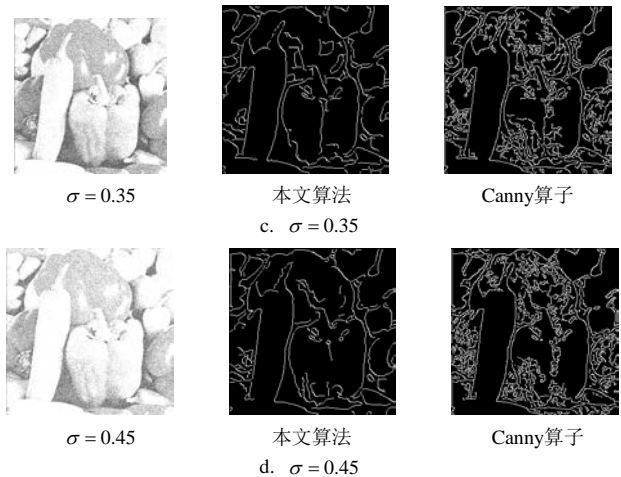 σ = 0.35 本文算法 Canny算子
c. σ = 0.35
σ = 0.45 本文算法 Canny算子
d. σ = 0.45